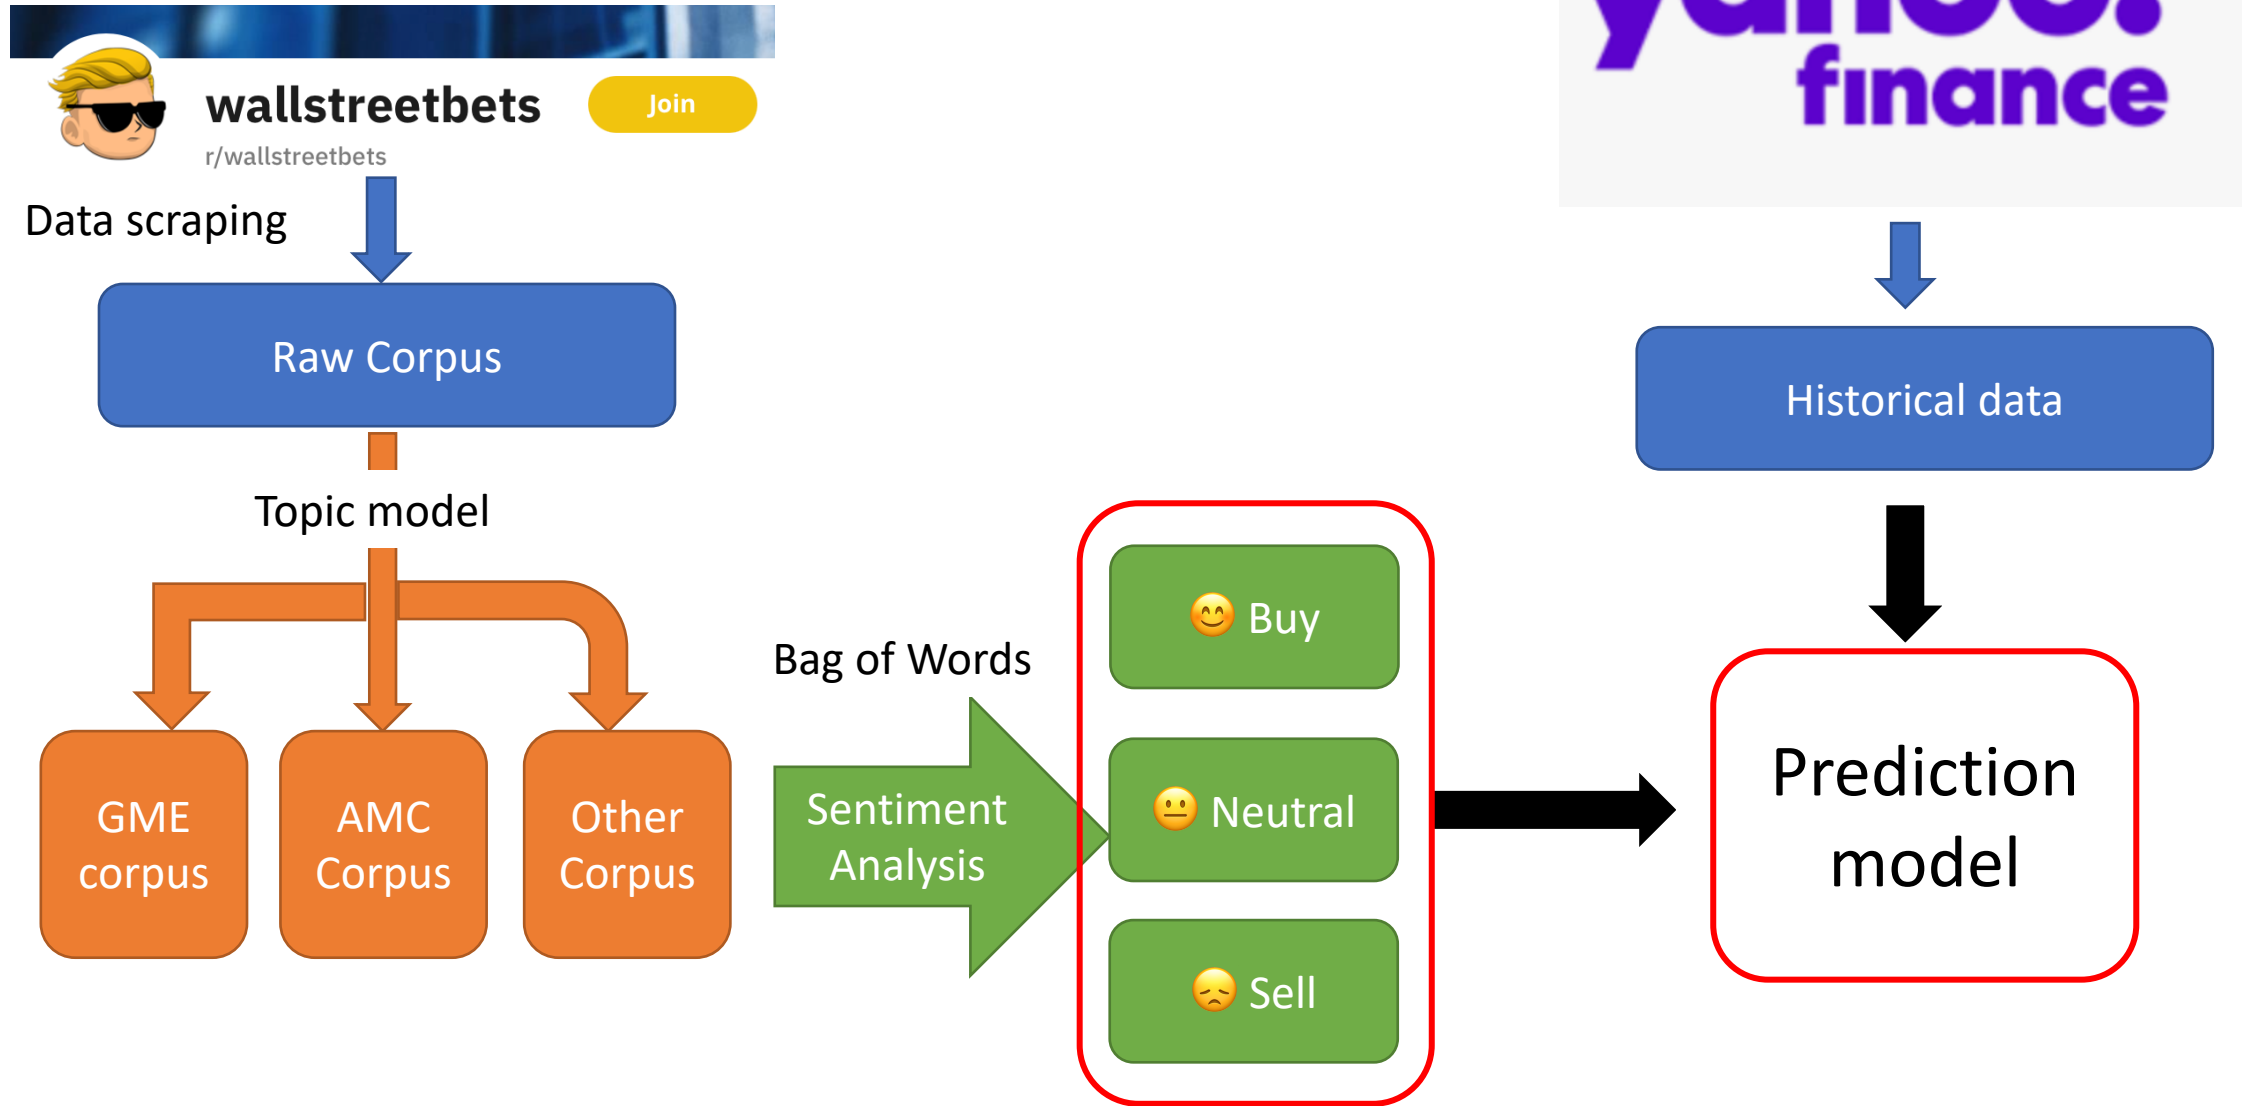 wallstreetbets
Join
r/wallstreetbets
yahoo!
finance
Data scraping
Raw Corpus
Historical data
Topic model
Bag of Words
GME
corpus
AMC
Corpus
Other
Corpus
Sentiment
Analysis
😊 Buy
😐 Neutral
😞 Sell
Prediction
model